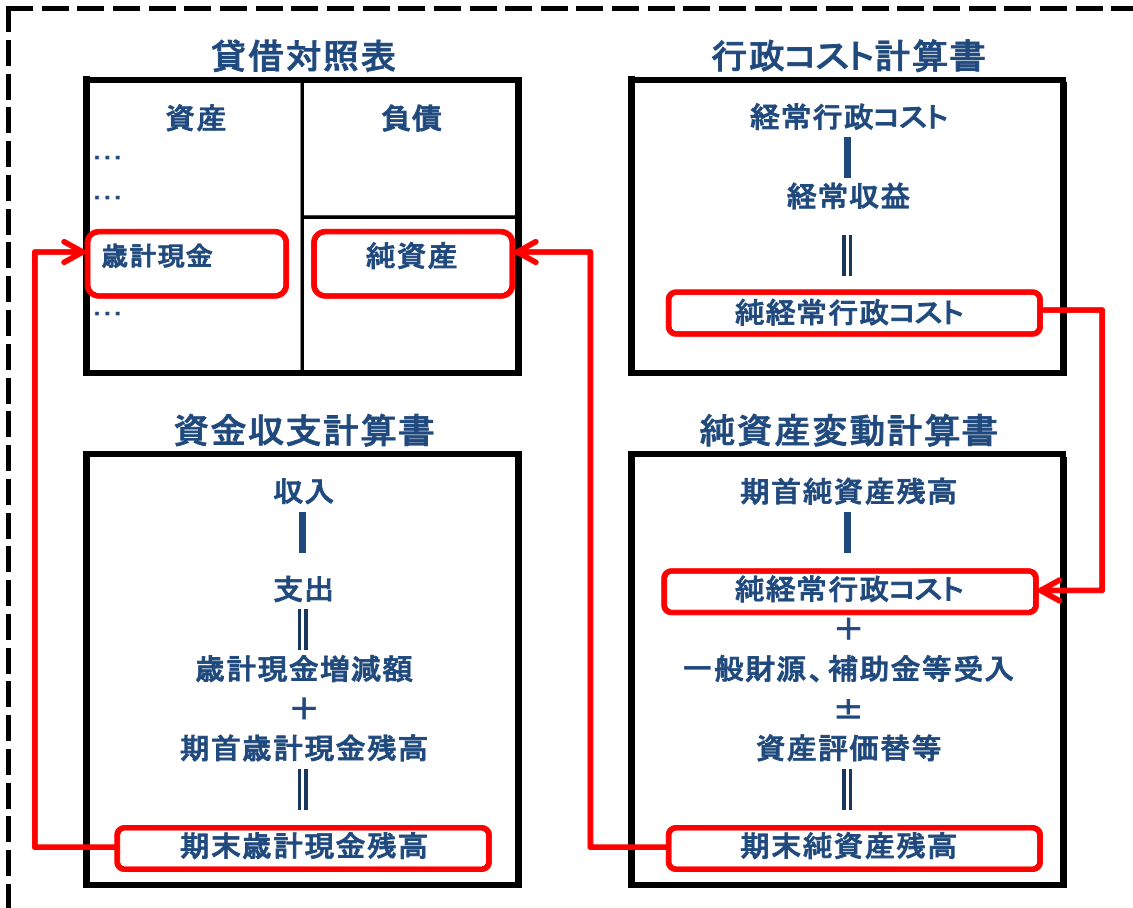 貸借対照表
資産
負債
…
…
歳計現金
純資産
…
行政コスト計算書
経常行政コスト
｜
経常収益
||
純経常行政コスト
資金収支計算書
収入
｜
支出
||
歳計現金増減額
＋
期首歳計現金残高
||
期末歳計現金残高
純資産変動計算書
期首純資産残高
｜
純経常行政コスト
＋
一般財源、補助金等受入
±
資産評価替等
||
期末純資産残高